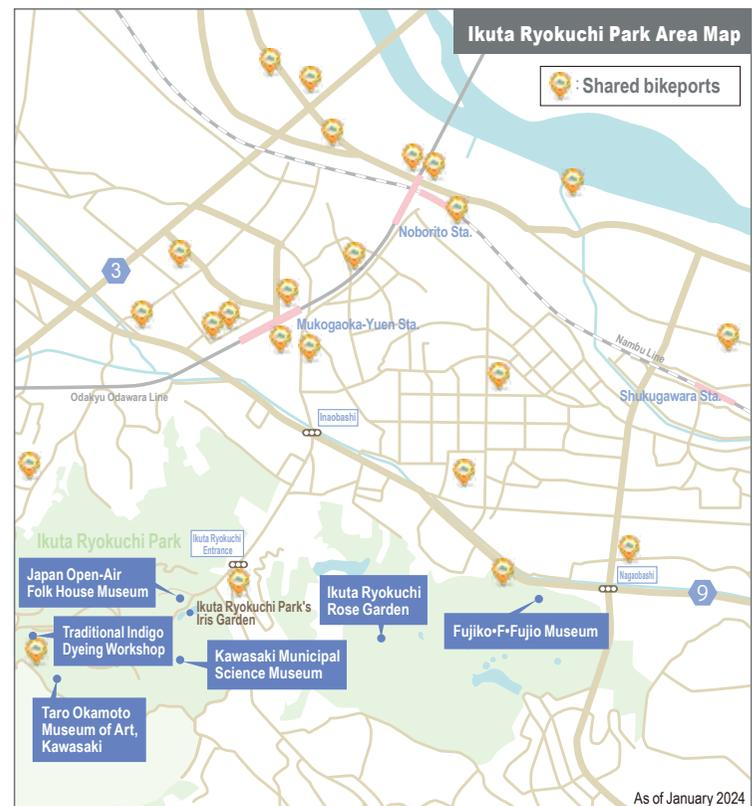 Ikuta Ryokuchi Park Area Map
: Shared bikeports
Noborito Sta.
3
Mukogaoka-Yuen Sta.
Nambu Line
Shukugawara Sta.
Odakyu Odawara Line
Inaobashi
Ikuta Ryokuchi Park
Ikuta Ryokuchi
Entrance
Nagaobashi
9
Japan Open-Air
Folk House Museum
Ikuta Ryokuchi Park's
Iris Garden
Ikuta Ryokuchi
Rose Garden
Fujiko•F•Fujio Museum
Traditional Indigo
Dyeing Workshop
Kawasaki Municipal
Science Museum
Taro Okamoto
Museum of Art,
Kawasaki
As of January 2024